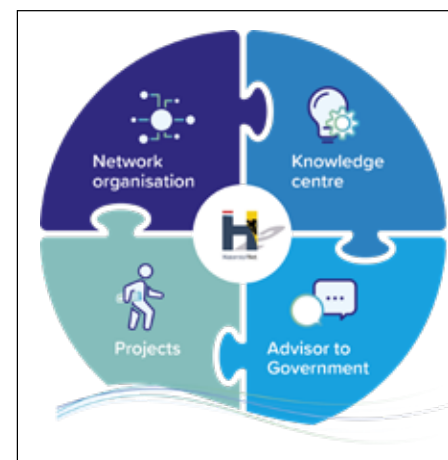 Network
organisation
Knowledge
centre
Projects
Advisor to
Government